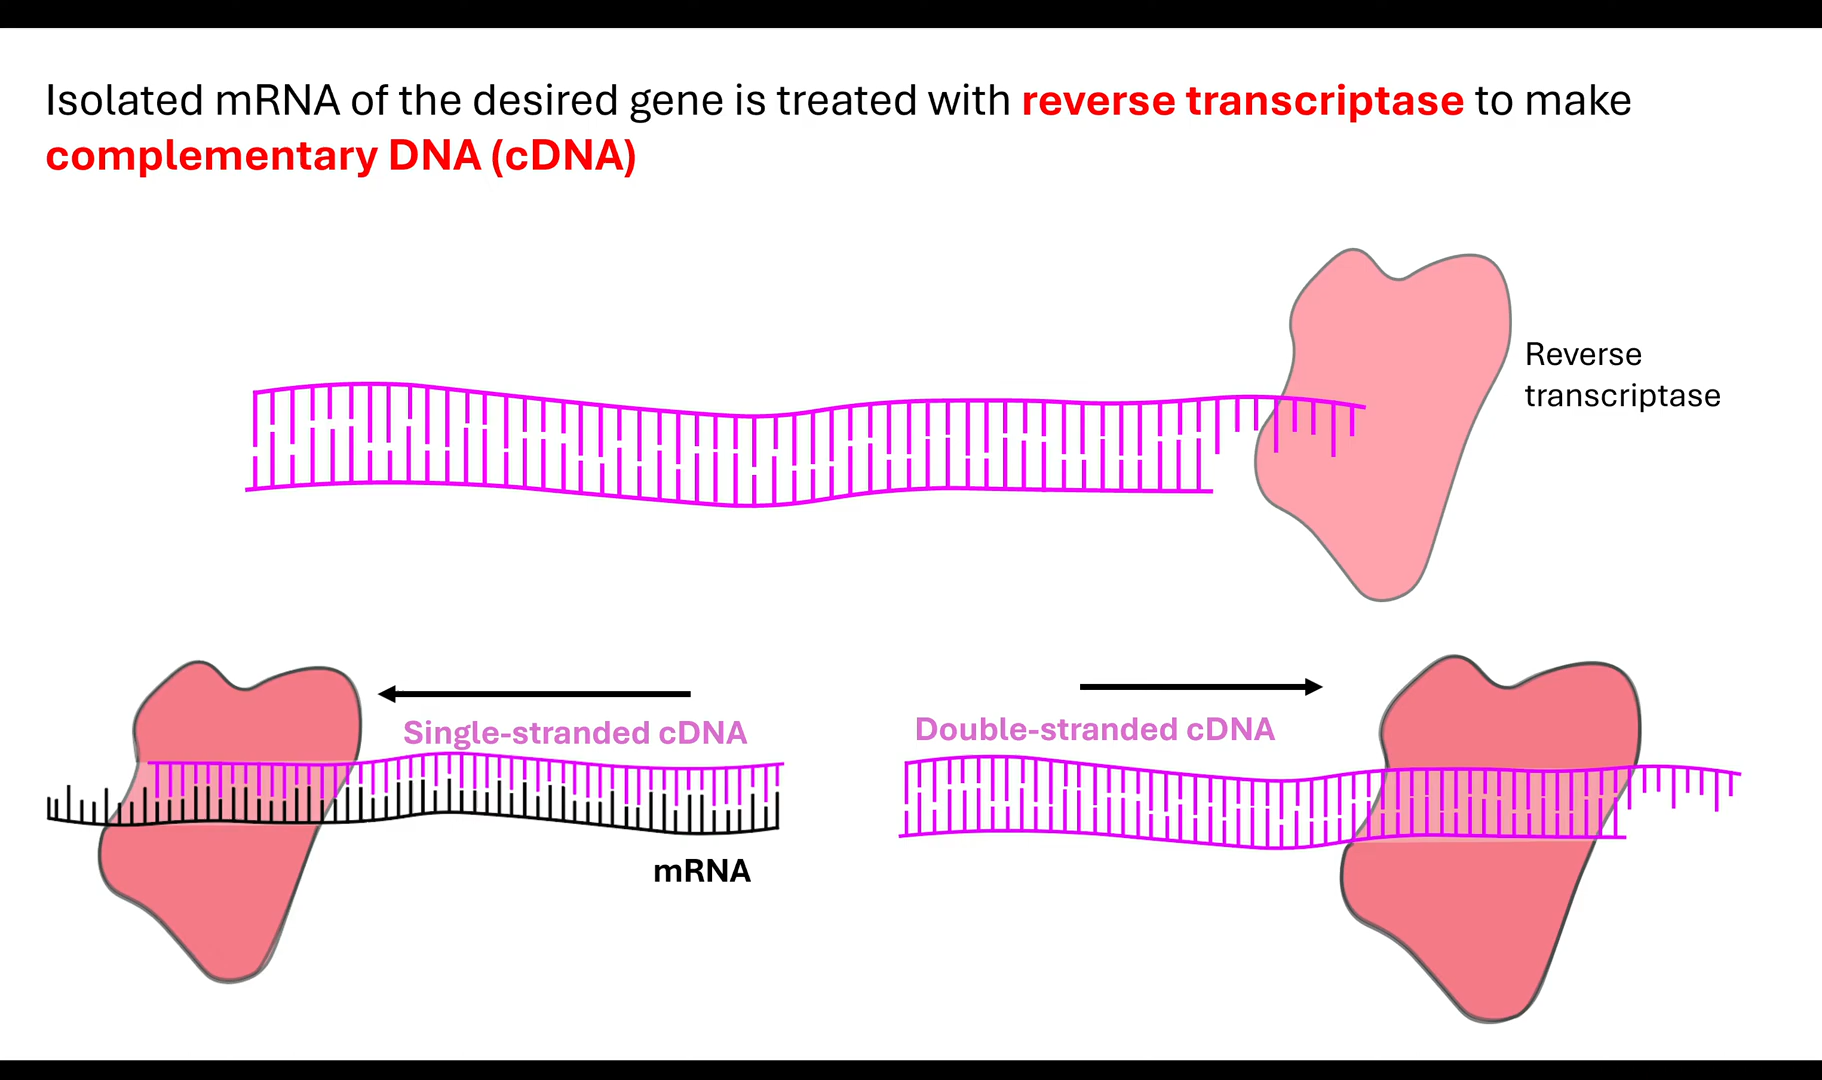 Isolated mRNA of the desired gene is treated with reverse transcriptase to make
complementary DNA (cDNA)
Reverse
transcriptase
Single-stranded cDNA
Double-stranded cDNA
mRNA